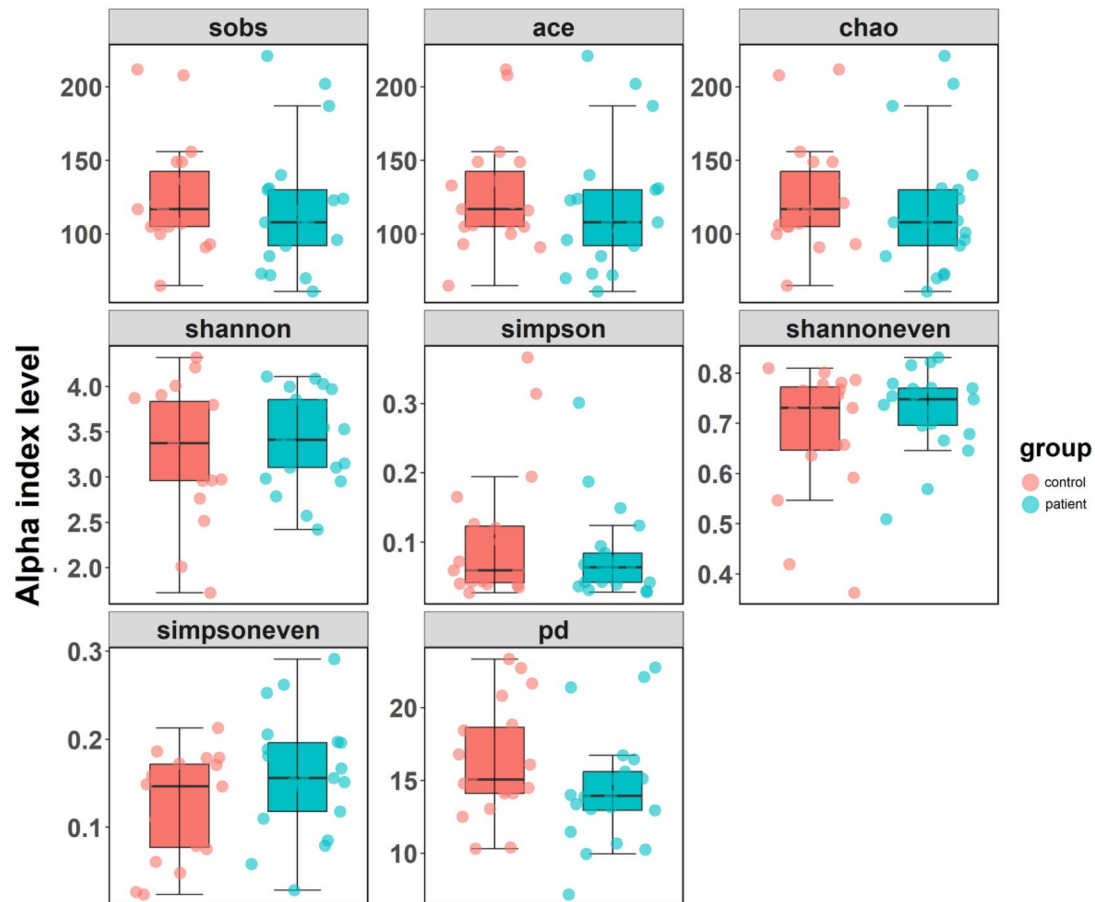 sobs ace chao
200 200 200
150 150 150
100 100 100
shannon simpson shannoneven
4.0 0.3 0.8
3.5 0.7
3.0 0.2 0.6
2.5 0.1 0.5
2.0 0.4
Alpha index level
group
control
patient
simpsoneven pd
0.3
0.2 20
0.1 15
10